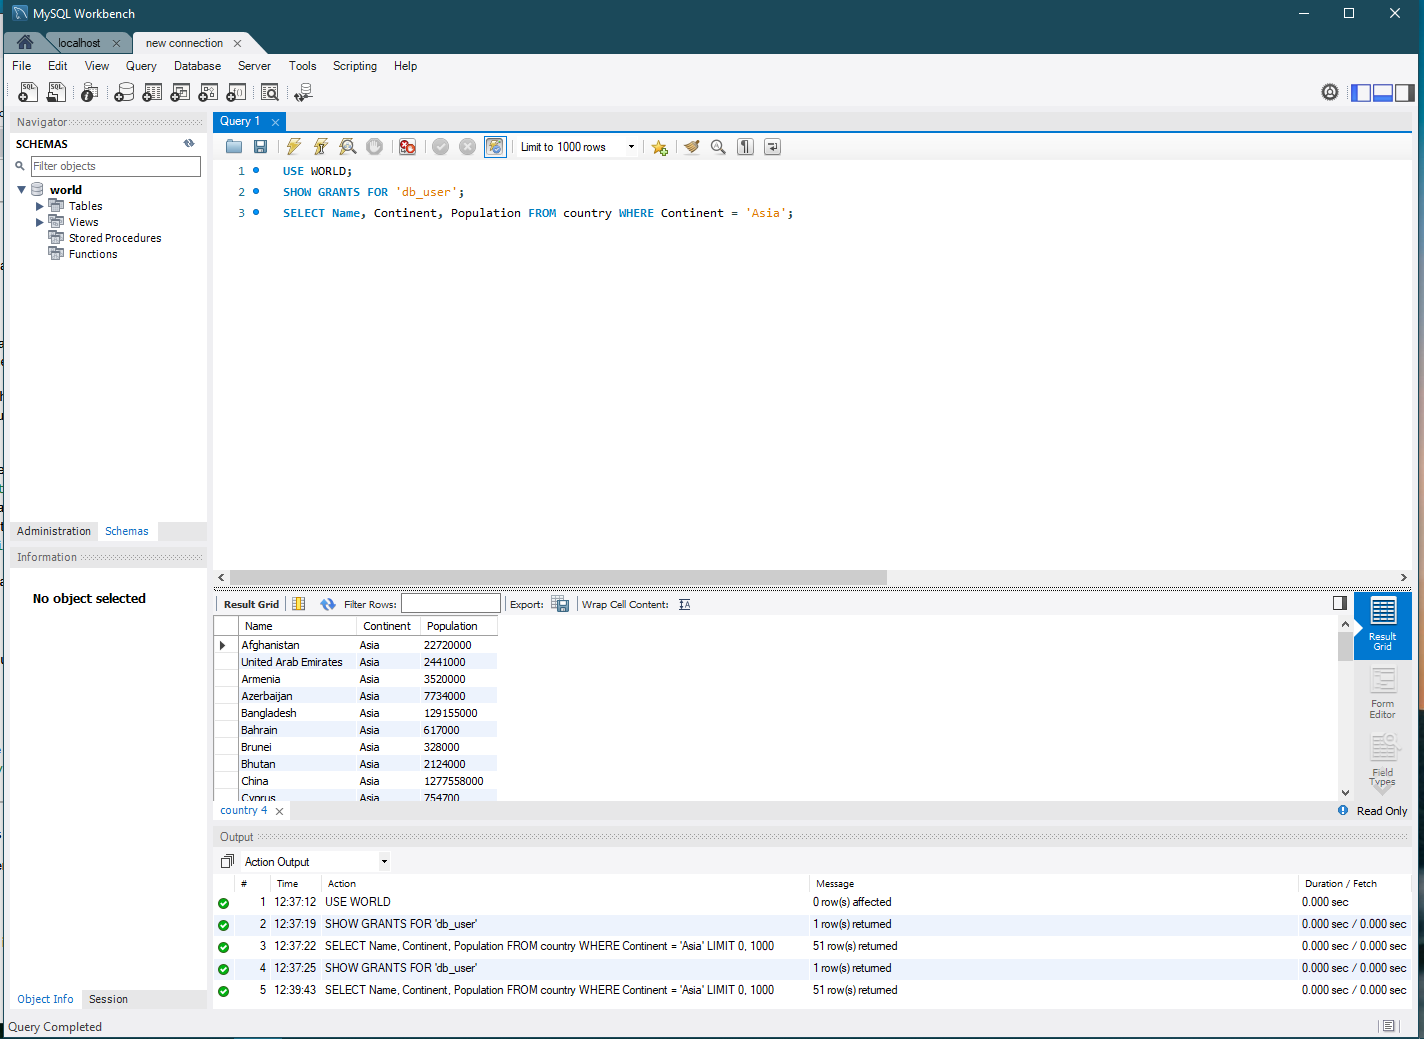 MySQL Workbench
localhost
new connection
File Edit View Query Database Server Tools Scripting Help
Navigator
SCHEMAS
Filter objects
world
Tables
Views
Stored Procedures
Functions
Administration Schemas
Information
No object selected
Object Info Session
Query Completed
Query 1
Limit to 1000 rows
1 USE WORLD;
2 SHOW GRANTS FOR 'db_user';
3 SELECT Name, Continent, Population FROM country WHERE Continent = 'Asia';
Result Grid Filter Rows: Export: Wrap Cell Content:
Name Continent Population
Afghanistan Asia 22720000
United Arab Emirates Asia 2441000
Armenia Asia 3520000
Azerbaijan Asia 7734000
Bangladesh Asia 129155000
Bahrain Asia 617000
Brunei Asia 328000
Bhutan Asia 2124000
China Asia 1277558000
Cyprus Asia 754700
Result
Grid
Form
Editor
Field
Types
country 4
Read Only
Output
Action Output
# Time Action Message Duration / Fetch
1 12:37:12 USE WORLD 0 row(s) affected 0.000 sec
2 12:37:19 SHOW GRANTS FOR 'db_user' 1 row(s) returned 0.000 sec / 0.000 sec
3 12:37:22 SELECT Name, Continent, Population FROM country WHERE Continent = 'Asia' LIMIT 0, 1000 51 row(s) returned 0.000 sec / 0.000 sec
4 12:37:25 SHOW GRANTS FOR 'db_user' 1 row(s) returned 0.000 sec / 0.000 sec
5 12:39:43 SELECT Name, Continent, Population FROM country WHERE Continent = 'Asia' LIMIT 0, 1000 51 row(s) returned 0.000 sec / 0.000 sec